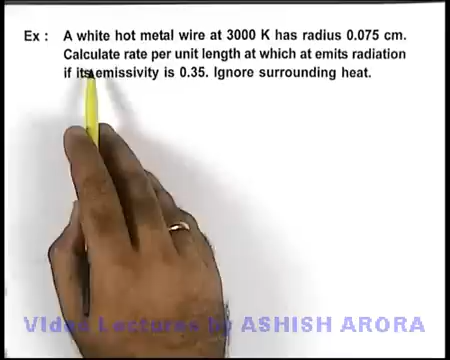 Ex : A white hot metal wire at 3000 K has radius 0.075 cm.
Calculate rate per unit length at which at emits radiation
if its emissivity is 0.35. Ignore surrounding heat.
Video Lectures by ASHISH ARORA